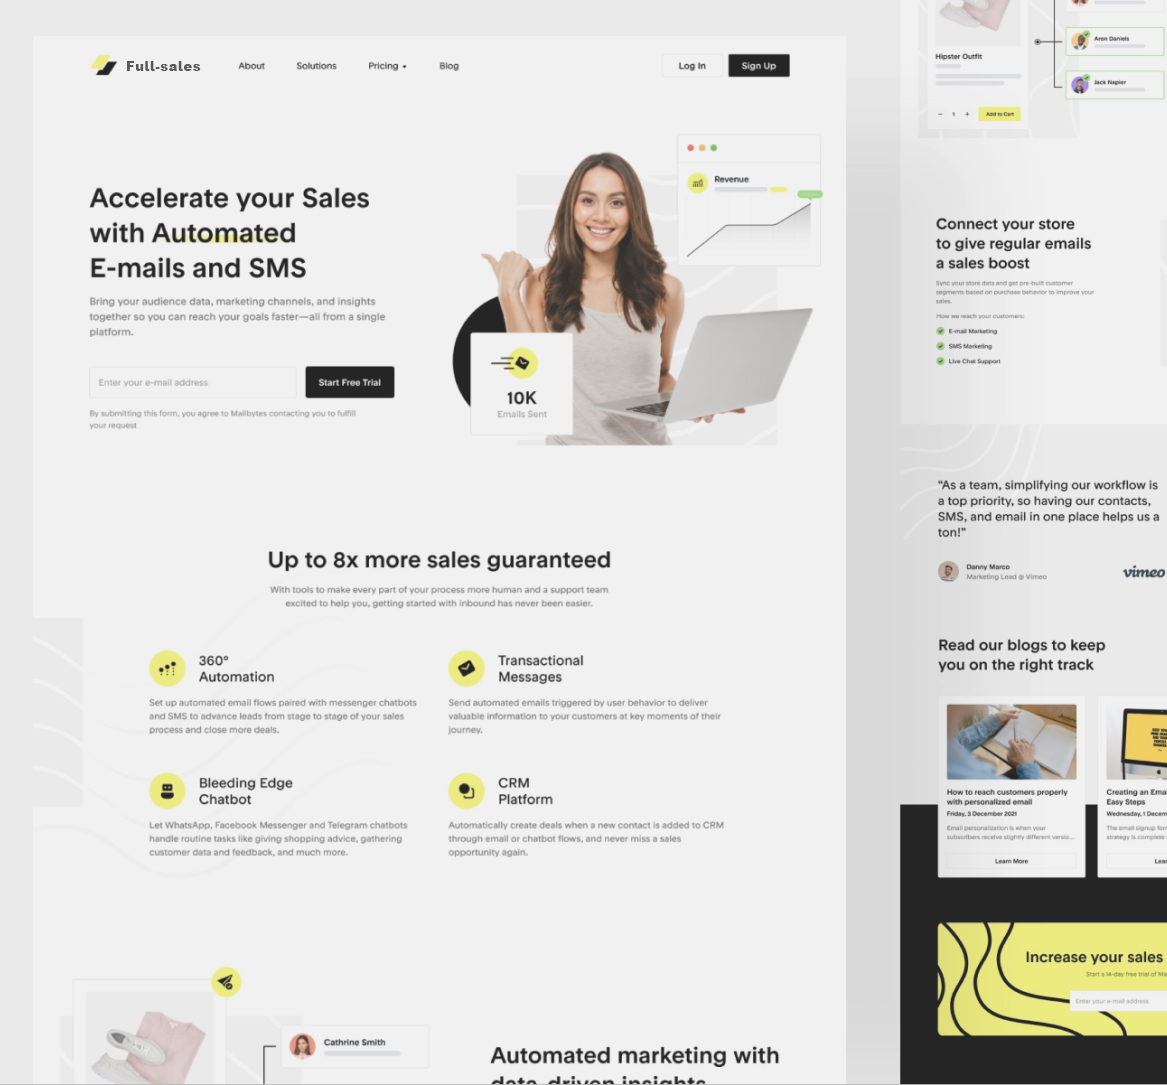 Full-sales
About
Solutions
Pricing
Blog
Log In
Sign Up
Accelerate your Sales
with Automated
E-mails and SMS
Bring your audience data, marketing channels, and insights
together so you can reach your goals faster—all from a single
platform.
Enter your e-mail address
Start Free Trial
By submitting this form, you agree to Mailbytes contacting you to fulfill
your request
Revenue
10K
Emails Sent
Up to 8x more sales guaranteed
With tools to make every part of your process more human and a support team
excited to help you, getting started with inbound has never been easier.
360°
Automation
Set up automated email flows paired with messenger chatbots
and SMS to advance leads from stage to stage of your sales
process and close more deals.
Transactional
Messages
Send automated emails triggered by user behavior to deliver
valuable information to your customers at key moments of their
journey.
Bleeding Edge
Chatbot
Let WhatsApp, Facebook Messenger and Telegram chatbots
handle routine tasks like giving shopping advice, gathering
customer data and feedback, and much more.
CRM
Platform
Automatically create deals when a new contact is added to CRM
through email or chatbot flows, and never miss a sales
opportunity again.
Cathrine Smith
Automated marketing with
data-driven insights
Hipster Outfit
− 1 +
Add to Cart
Aron Daniels
Jack Napier
Connect your store
to give regular emails
a sales boost
Sync your store data and get pre-built customer
segments based on purchase behavior to improve your
sales.
How we reach your customers:
E-mail Marketing
SMS Marketing
Live Chat Support
“As a team, simplifying our workflow is
a top priority, so having our contacts,
SMS, and email in one place helps us a
ton!”
Danny Marco
Marketing Lead @ Vimeo
vimeo
Read our blogs to keep
you on the right track
How to reach customers properly
with personalized email
Friday, 3 December 2021
Email personalization is when your
subscribers receive slightly different versio...
Learn More
Creating an Ema
Easy Steps
Wednesday, 1 Decem
The email signup for
strategy is complete
Lea
Increase your sales
Start a 14-day free trial of Ma
Enter your e-mail address